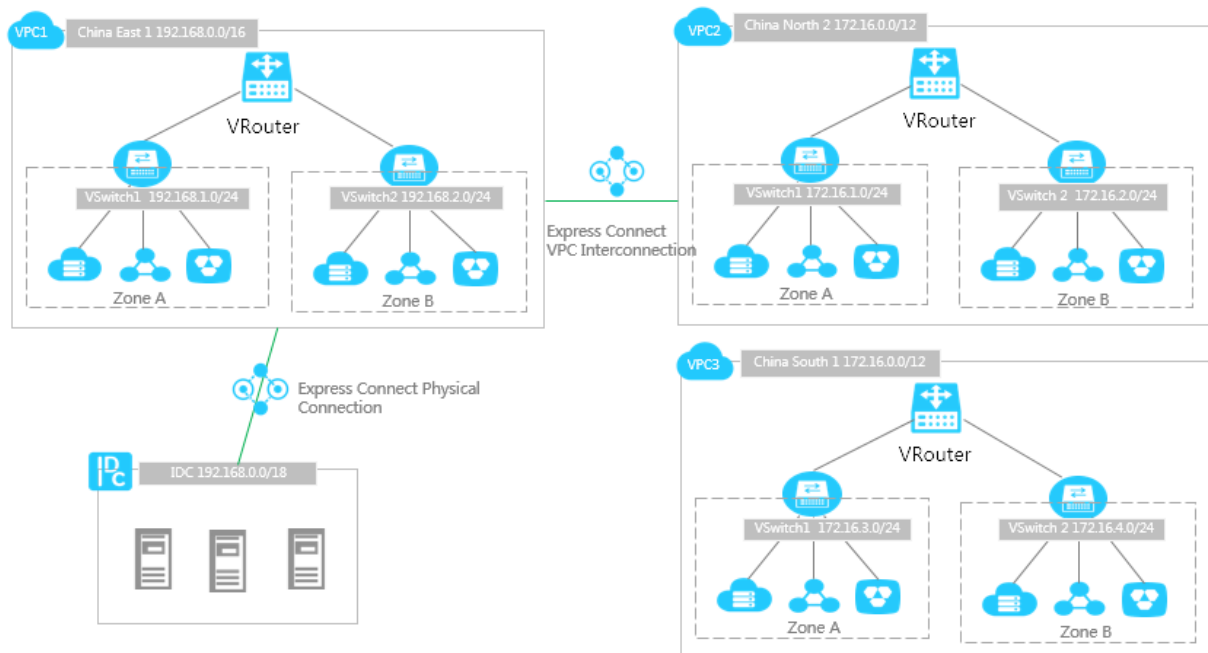 VPC1
China East 1 192.168.0.0/16
VRouter
VSwitch1 192.168.1.0/24
VSwitch2 192.168.2.0/24
Zone A
Zone B
Express Connect
VPC Interconnection
VPC2
China North 2 172.16.0.0/12
VRouter
VSwitch1 172.16.1.0/24
VSwitch 2 172.16.2.0/24
Zone A
Zone B
Express Connect Physical
Connection
IDC
IDC 192.168.0.0/18
VPC3
China South 1 172.16.0.0/12
VRouter
VSwitch1 172.16.3.0/24
VSwitch 2 172.16.4.0/24
Zone A
Zone B